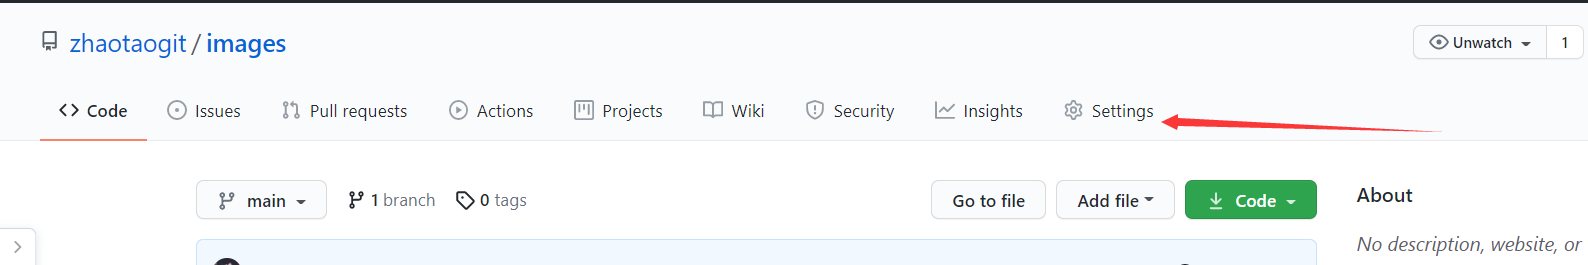 zhaotaogit / images
Unwatch 1
Code Issues Pull requests Actions Projects Wiki Security Insights Settings
main 1 branch 0 tags Go to file Add file Code About
No description, website, or